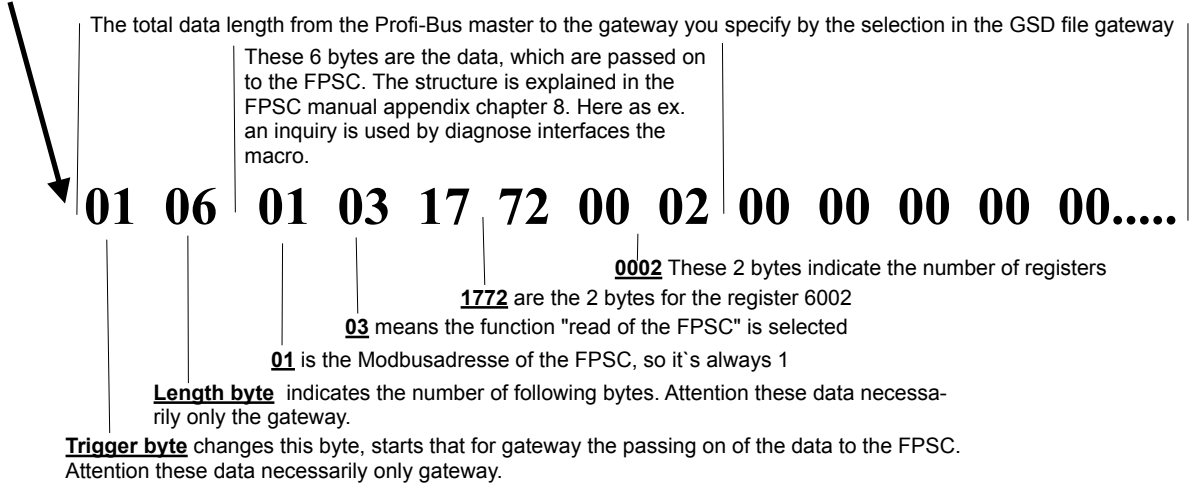 The total data length from the Profi-Bus master to the gateway you specify by the selection in the GSD file gateway
These 6 bytes are the data, which are passed on
to the FPSC. The structure is explained in the
FPSC manual appendix chapter 8. Here as ex.
an inquiry is used by diagnose interfaces the
macro.
01 06 01 03 17 72 00 02 00 00 00 00 00.....
0002 These 2 bytes indicate the number of registers
1772 are the 2 bytes for the register 6002
03 means the function "read of the FPSC" is selected
01 is the Modbusadresse of the FPSC, so it`s always 1
Length byte indicates the number of following bytes. Attention these data necessa-
rily only the gateway.
Trigger byte changes this byte, starts that for gateway the passing on of the data to the FPSC.
Attention these data necessarily only gateway.